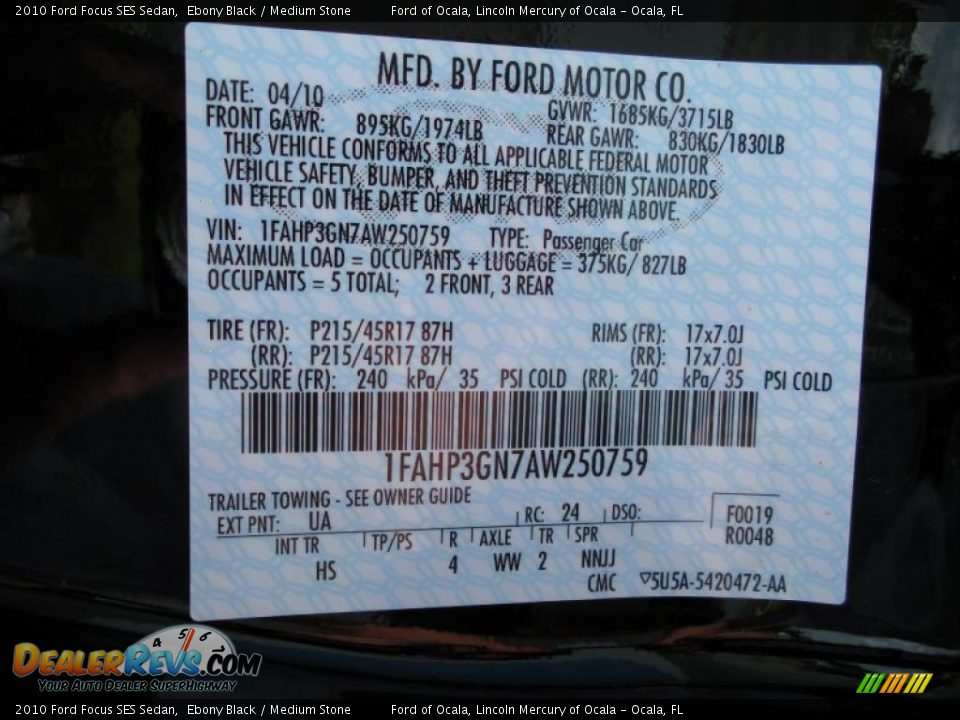 2010 Ford Focus SES Sedan, Ebony Black / Medium Stone Ford of Ocala, Lincoln Mercury of Ocala - Ocala, FL
MFD. BY FORD MOTOR CO.
DATE: 04/10 GVWR: 1685KG/3715LB
FRONT GAWR: 895KG/1974LB REAR GAWR: 830KG/1830LB
THIS VEHICLE CONFORMS TO ALL APPLICABLE FEDERAL MOTOR
VEHICLE SAFETY, BUMPER, AND THEFT PREVENTION STANDARDS
IN EFFECT ON THE DATE OF MANUFACTURE SHOWN ABOVE.
VIN: 1FAHP3GN7AW250759 TYPE: Passenger Car
MAXIMUM LOAD = OCCUPANTS + LUGGAGE = 375KG/ 827LB
OCCUPANTS = 5 TOTAL; 2 FRONT, 3 REAR
TIRE (FR): P215/45R17 87H RIMS (FR): 17x7.0J
(RR): P215/45R17 87H (RR): 17x7.0J
PRESSURE (FR): 240 kPa/ 35 PSI COLD (RR): 240 kPa/ 35 PSI COLD
1FAHP3GN7AW250759
TRAILER TOWING - SEE OWNER GUIDE
EXT PNT: UA RC: 24 DSO: F0019
R0048
INT TR TP/PS R AXLE TR SPR
HS 4 WW 2 NNJJ
CMC ▽5U5A-5420472-AA
4 5 6
DEALERREVS.COM
YOUR AUTO DEALER SUPERHIGHWAY
2010 Ford Focus SES Sedan, Ebony Black / Medium Stone Ford of Ocala, Lincoln Mercury of Ocala - Ocala, FL